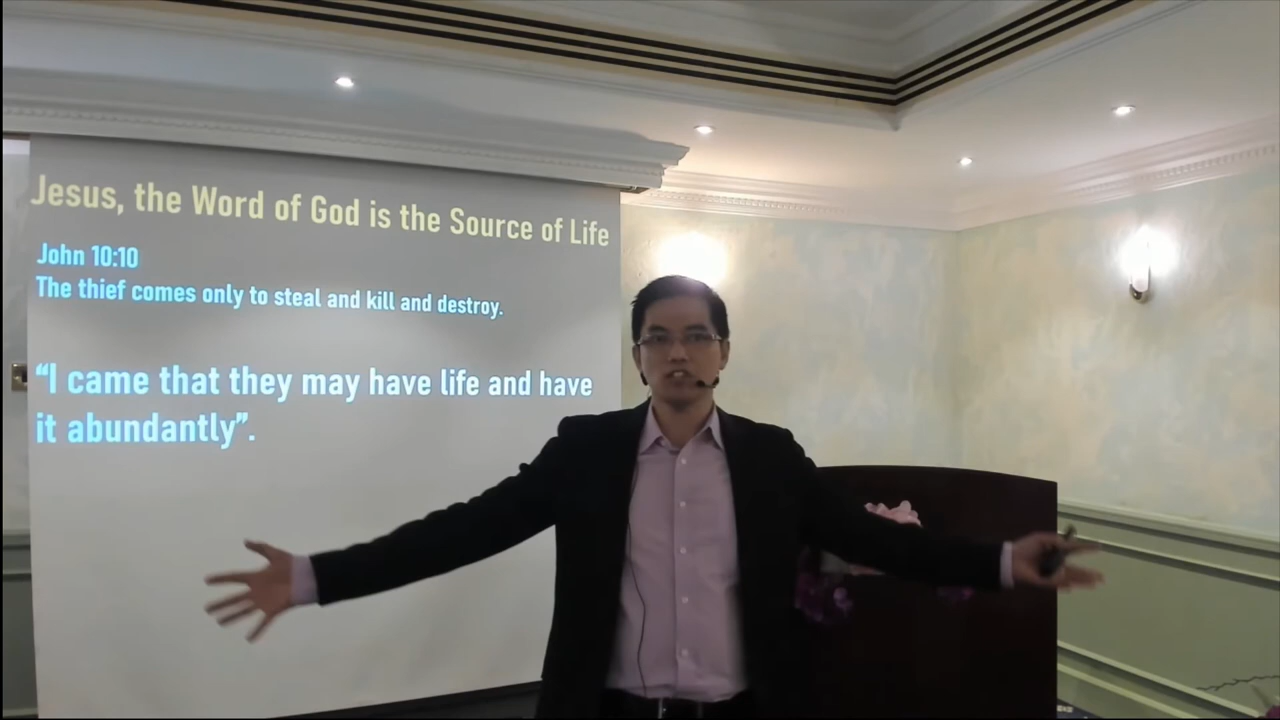 Jesus, the Word of God is the Source of Life
John 10:10
The thief comes only to steal and kill and destroy.
“I came that they may have life and have
it abundantly”.